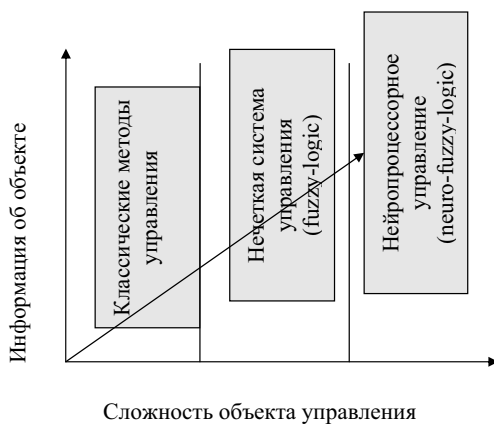 Информация об объекте
Классические методы
управления
Нечеткая система
управления
(fuzzy-logic)
Нейропроцессорное
управление
(neuro-fuzzy-logic)
Сложность объекта управления